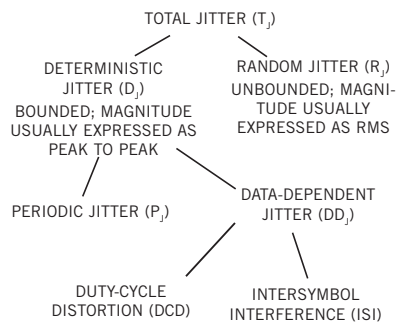 TOTAL JITTER (TJ)
DETERMINISTIC
JITTER (DJ)
BOUNDED; MAGNITUDE
USUALLY EXPRESSED AS
PEAK TO PEAK
RANDOM JITTER (RJ)
UNBOUNDED; MAGNI-
TUDE USUALLY
EXPRESSED AS RMS
PERIODIC JITTER (PJ)
DATA-DEPENDENT
JITTER (DDJ)
DUTY-CYCLE
DISTORTION (DCD)
INTERSYMBOL
INTERFERENCE (ISI)